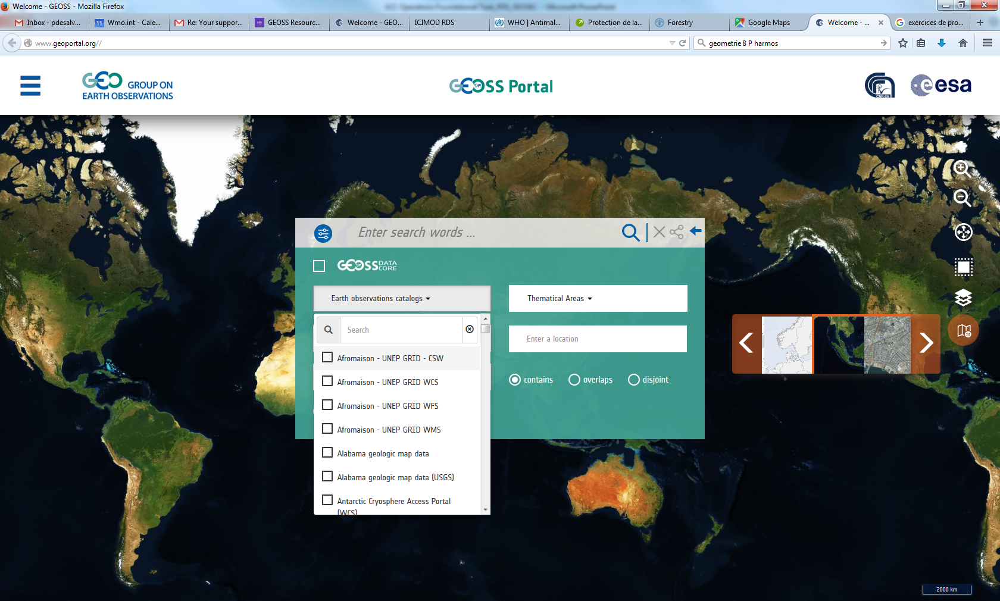 Welcome - GEOSS - Mozilla Firefox
Inbox - pdesalv...
Wmo.int - Cale...
Re: Your suppor...
GEOSS Resourc...
Welcome - GEO...
ICIMOD RDS
WHO | Antimal...
Protection de la...
Forestry
Google Maps
Welcome - ...
exercices de pro...
www.geoportal.org//
geometrie 8 P harmos
GEO GROUP ON
EARTH OBSERVATIONS
GEOSS Portal
CNR-IIA
esa
Enter search words ...
GEOSS DATA
CORE
Earth observations catalogs
Thematical Areas
Search
Enter a location
Afromaison - UNEP GRID - CSW
contains
overlaps
disjoint
Afromaison - UNEP GRID WCS
Afromaison - UNEP GRID WFS
Afromaison - UNEP GRID WMS
Alabama geologic map data
Alabama geologic map data (USGS)
Antarctic Cryosphere Access Portal
(WCS)
2000 km